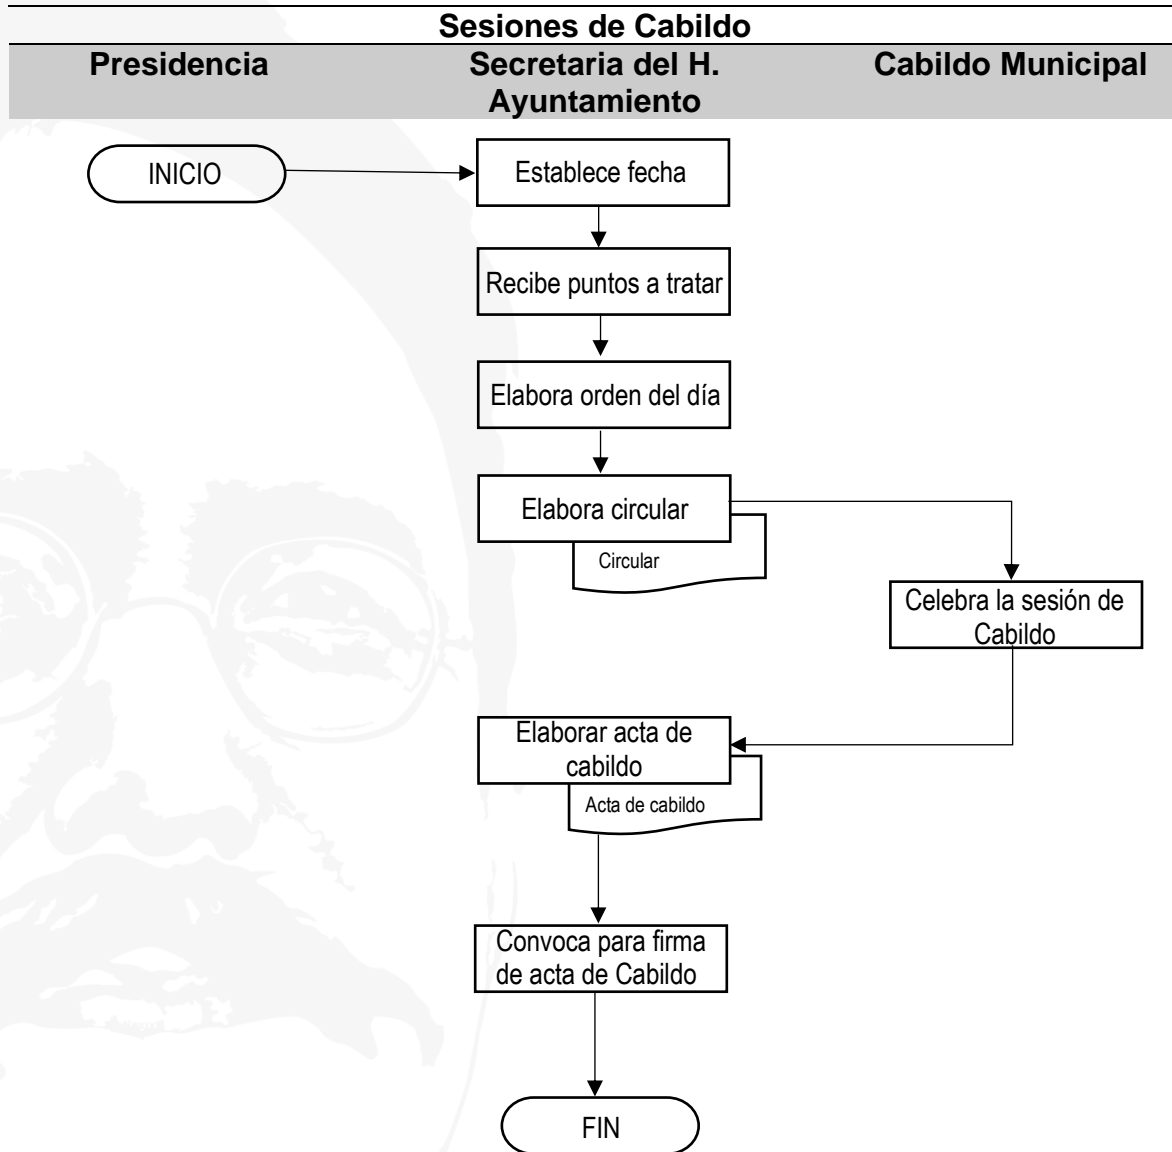 Sesiones de Cabildo
Presidencia
Secretaria del H.
Ayuntamiento
Cabildo Municipal
INICIO
Establece fecha
Recibe puntos a tratar
Elabora orden del día
Elabora circular
Circular
Celebra la sesión de
Cabildo
Elaborar acta de
cabildo
Acta de cabildo
Convoca para firma
de acta de Cabildo
FIN